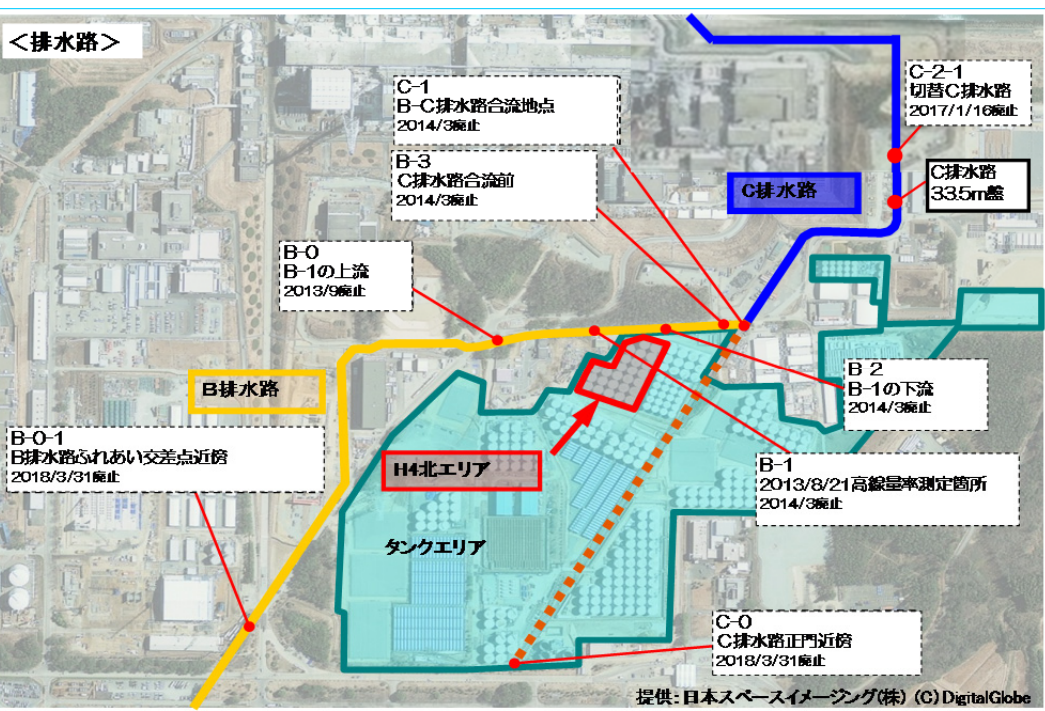 <排水路>
C-1
B-C排水路合流地点
2014/3廃止
C-2-1
切替C排水路
2017/1/16廃止
B-3
C排水路合流前
2014/3廃止
C排水路
33.5m盤
C排水路
B-0
B-1の上流
2013/9廃止
B排水路
B-2
B-1の下流
2014/3廃止
B-0-1
B排水路ふれあい交差点近傍
2018/3/31廃止
H4北エリア
B-1
2013/8/21高線量率測定箇所
2014/3廃止
タンクエリア
C-0
C排水路正門近傍
2018/3/31廃止
提供:日本スペースイメージング(株) (C)DigitalGlobe